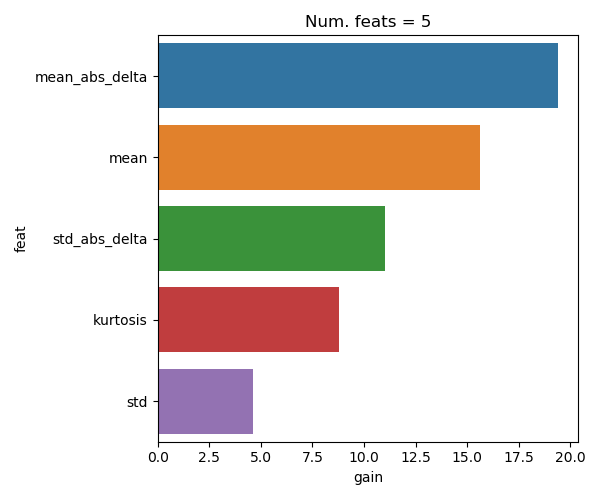 Num. feats = 5
mean_abs_delta
mean
std_abs_delta
kurtosis
std
feat
0.0 2.5 5.0 7.5 10.0 12.5 15.0 17.5 20.0
gain